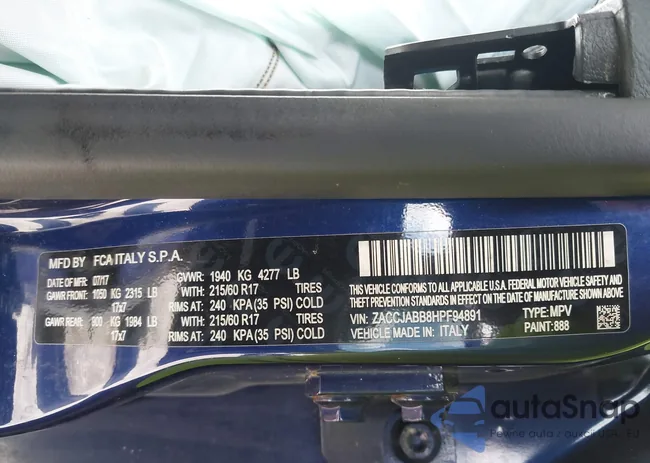 MFD BY FCA ITALY S.P.A.
DATE OF MFR: 07/17 GVWR: 1940 KG 4277 LB
GAWR FRONT: 1050 KG 2315 LB WITH 215/60 R17 TIRES
17x7 RIMS AT: 240 KPA (35 PSI) COLD
GAWR REAR: 900 KG 1984 LB WITH 215/60 R17 TIRES
17x7 RIMS AT: 240 KPA (35 PSI) COLD
THIS VEHICLE CONFORMS TO ALL APPLICABLE U.S.A. FEDERAL MOTOR VEHICLE SAFETY AND
THEFT PREVENTION STANDARDS IN EFFECT ON THE DATE OF MANUFACTURE SHOWN ABOVE.
VIN: ZACCJABB8HPF94891 TYPE: MPV
VEHICLE MADE IN: ITALY PAINT: 888
autaSnap
Pewne auta z aukcji